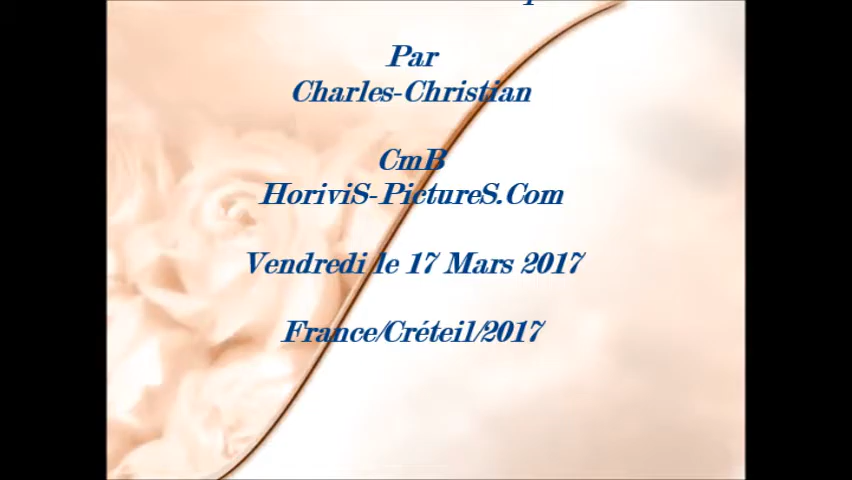 Par
Charles-Christian
CmB
HoriviS-PictureS.Com
Vendredi le 17 Mars 2017
France/Créteil/2017